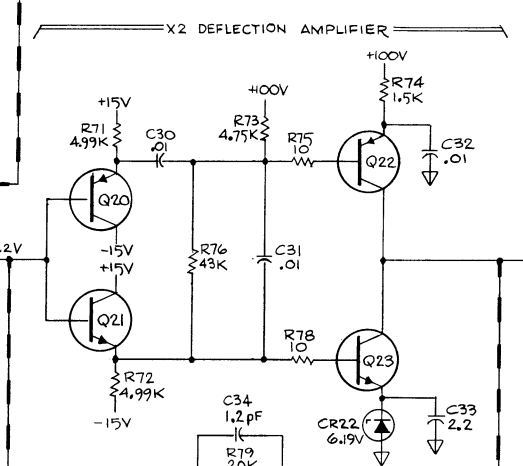 X2 DEFLECTION AMPLIFIER
+100V
R74
1.5K
+15V
+100V
R71
4.99K
C30
.01
R73
4.75K
R75
10
Q22
C32
.01
Q20
.2V
-15V
+15V
R76
43K
C31
.01
Q21
R78
10
Q23
R72
4.99K
-15V
C34
1.2pF
R79
20K
CR22
6.19V
C33
2.2